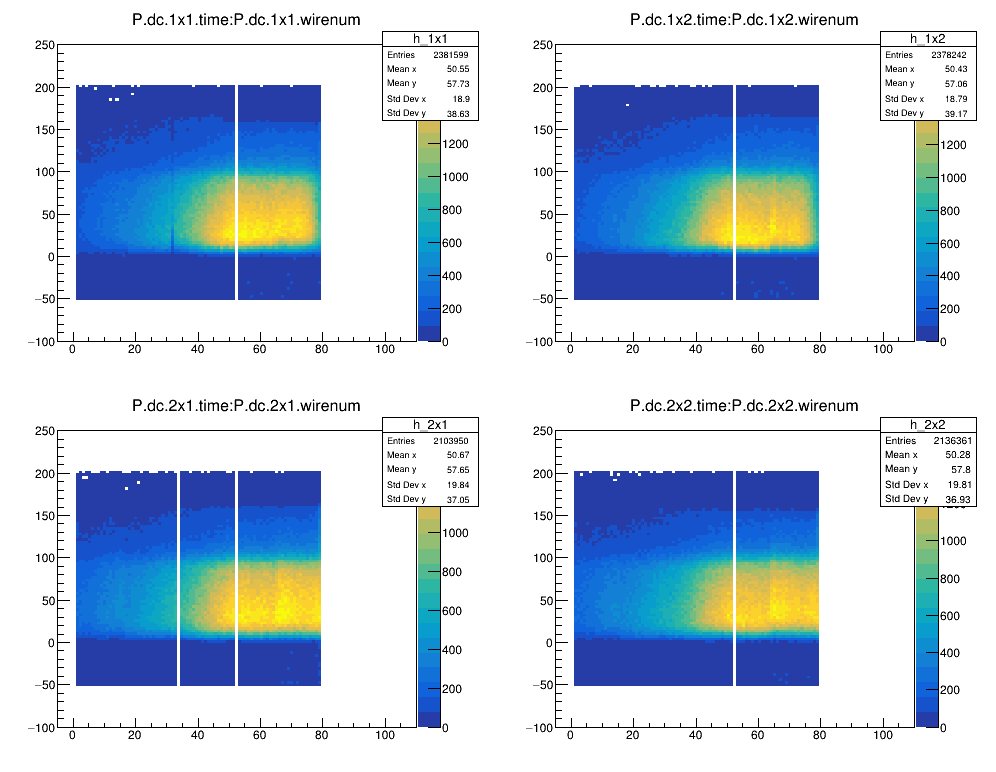 P.dc.1x1.time:P.dc.1x1.wirenum
h_1x1
Entries 2381599
Mean x 50.55
Mean y 57.73
Std Dev x 18.9
Std Dev y 38.63
250
200
150
100
50
0
−50
−100
0 20 40 60 80 100
1200
1000
800
600
400
200
0
P.dc.1x2.time:P.dc.1x2.wirenum
h_1x2
Entries 2378242
Mean x 50.43
Mean y 57.06
Std Dev x 18.79
Std Dev y 39.17
250
200
150
100
50
0
−50
−100
0 20 40 60 80 100
1200
1000
800
600
400
200
0
P.dc.2x1.time:P.dc.2x1.wirenum
h_2x1
Entries 2103950
Mean x 50.67
Mean y 57.65
Std Dev x 19.84
Std Dev y 37.05
250
200
150
100
50
0
−50
−100
0 20 40 60 80 100
1000
800
600
400
200
0
P.dc.2x2.time:P.dc.2x2.wirenum
h_2x2
Entries 2136361
Mean x 50.28
Mean y 57.8
Std Dev x 19.81
Std Dev y 36.93
250
200
150
100
50
0
−50
−100
0 20 40 60 80 100
1000
800
600
400
200
0